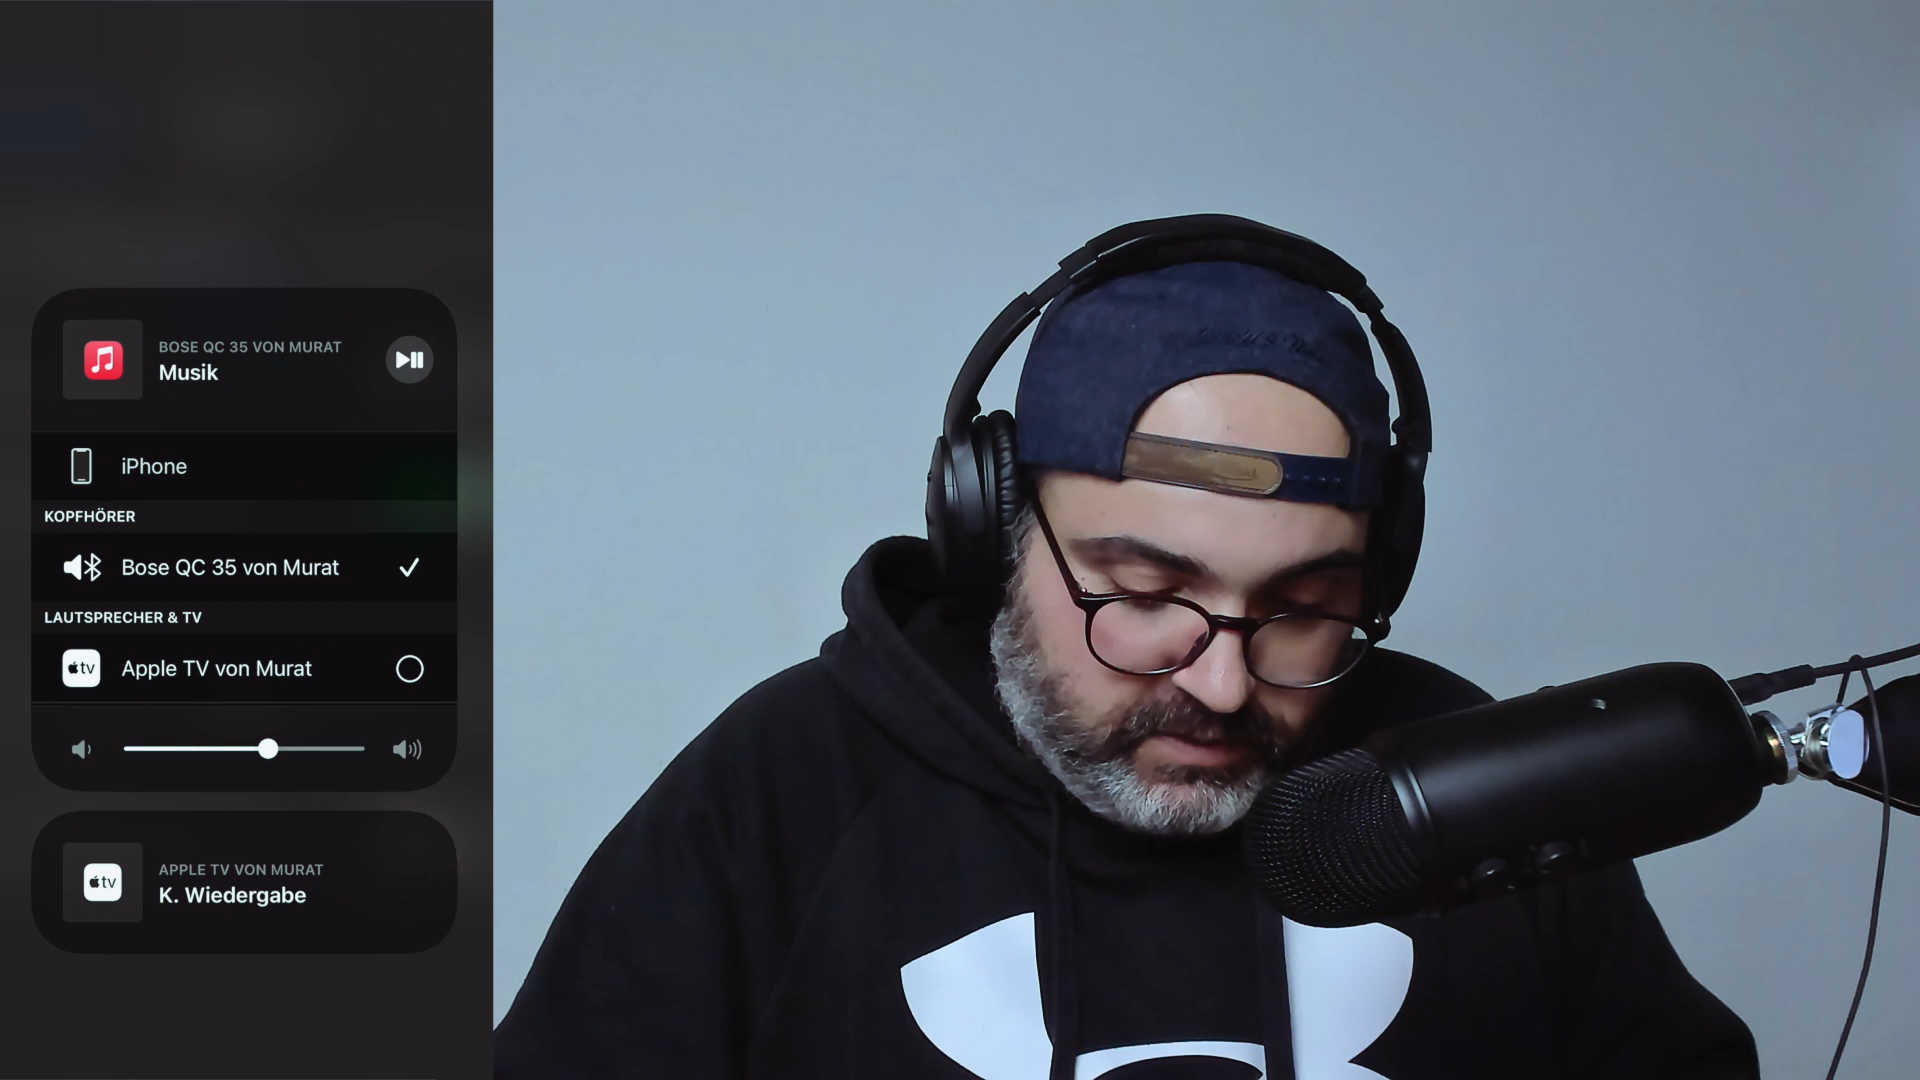 BOSE QC 35 VON MURAT
Musik
iPhone
KOPFHÖRER
Bose QC 35 von Murat
LAUTSPRECHER & TV
tv Apple TV von Murat
tv
APPLE TV VON MURAT
K. Wiedergabe